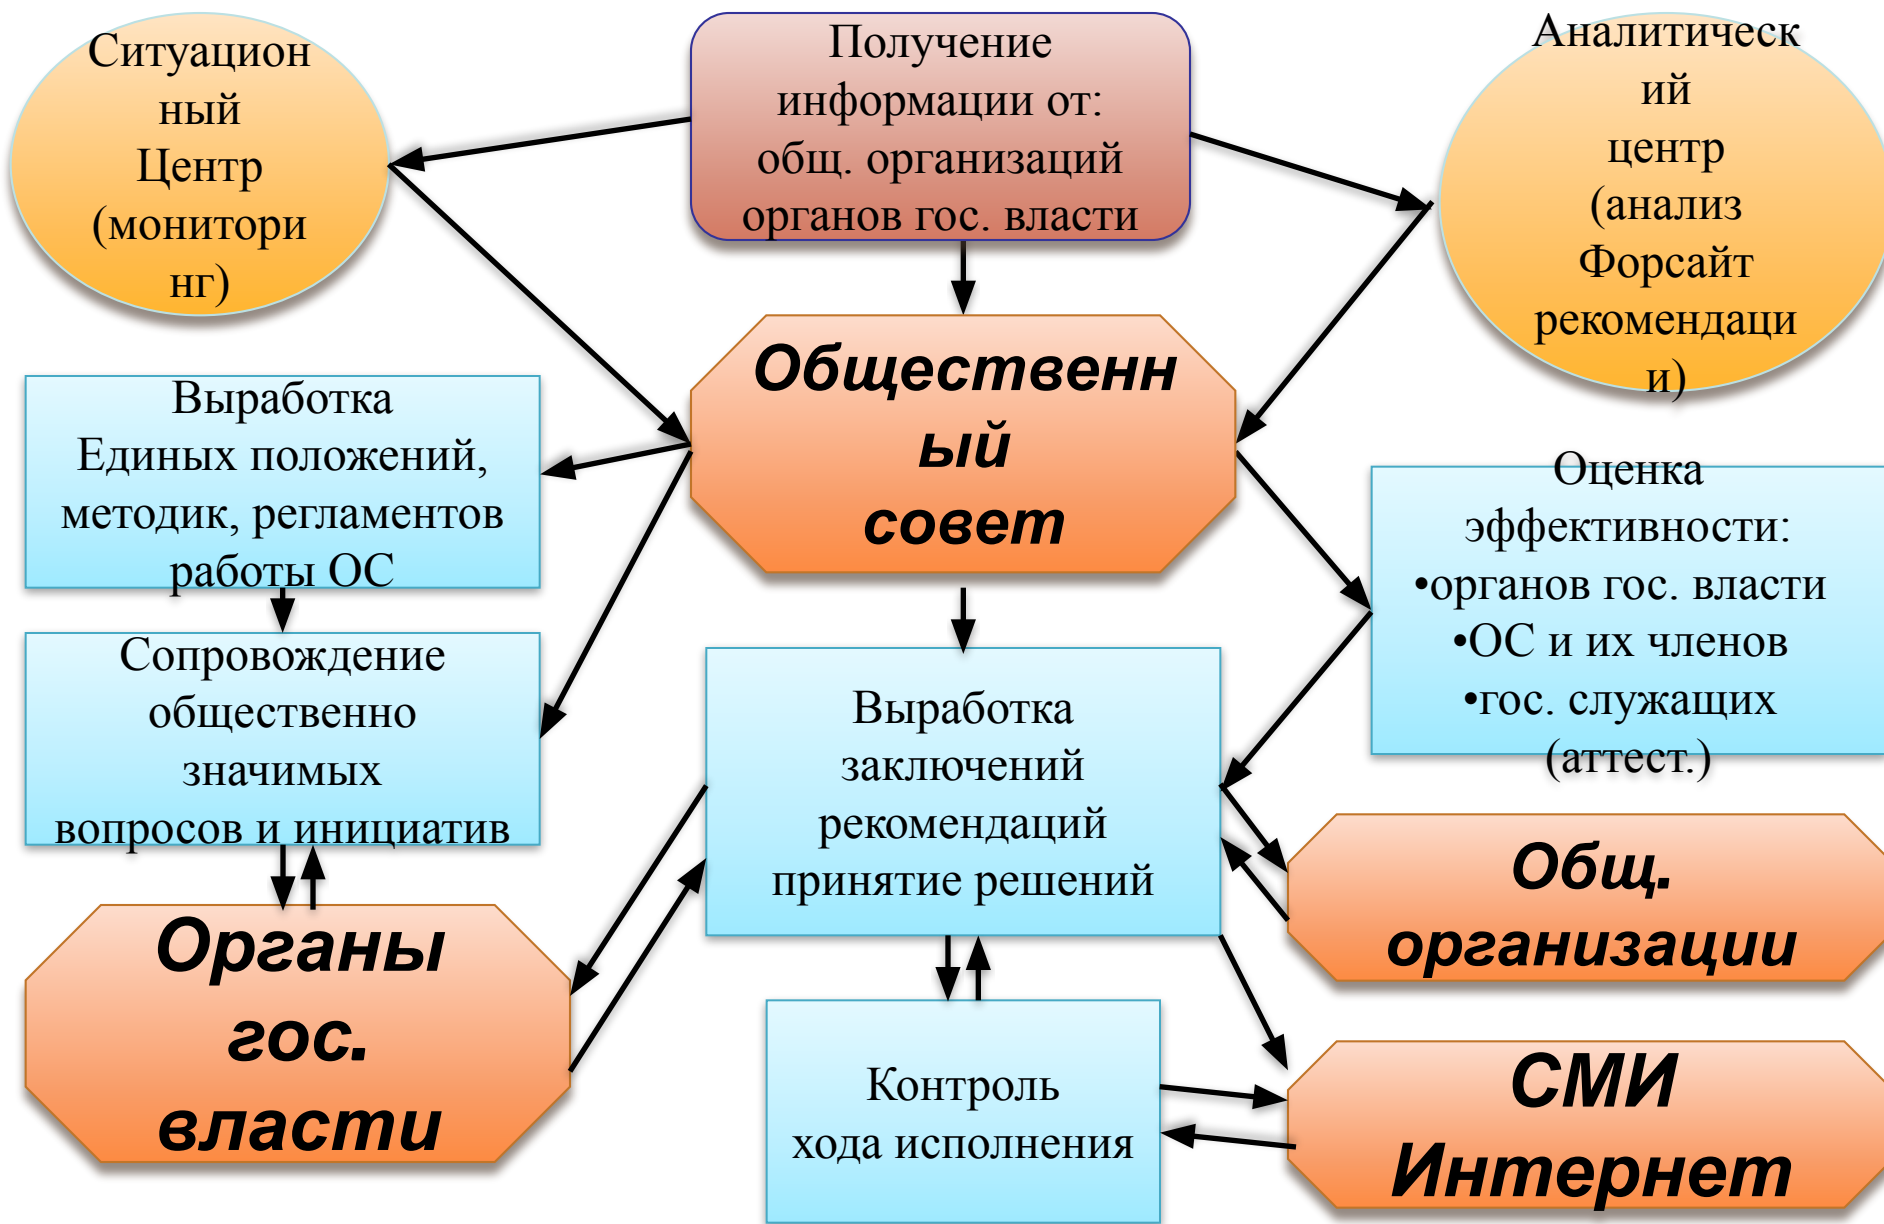 Ситуацион
ный
Центр
(монитори
нг)
Получение
информации от:
общ. организаций
органов гос. власти
Аналитическ
ий
центр
(анализ
Форсайт
рекомендаци
и)
Общественн
ый
совет
Выработка
Единых положений,
методик, регламентов
работы ОС
Оценка
эффективности:
•органов гос. власти
•ОС и их членов
•гос. служащих
(аттест.)
Сопровождение
общественно
значимых
вопросов и инициатив
Выработка
заключений
рекомендаций
принятие решений
Общ.
организации
Органы
гос.
власти
Контроль
хода исполнения
СМИ
Интернет